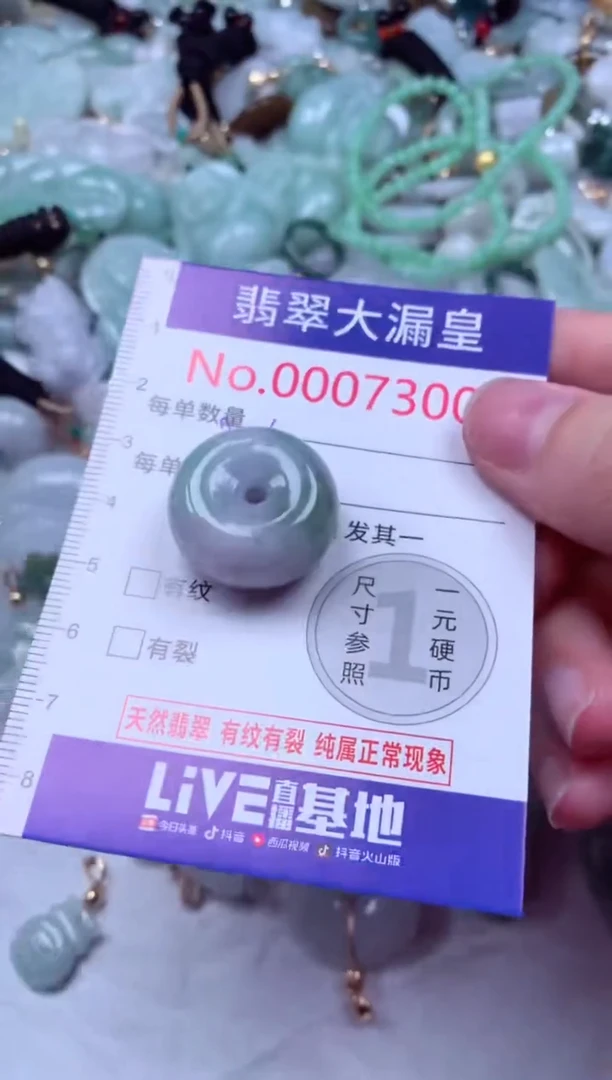 翡翠大漏皇
No.000730
1
2
每单数量
3
每单
4
发其一
5
有纹
6
有裂
尺寸参照
1
一元硬币
7
天然翡翠 有纹有裂 纯属正常现象
8
LiVE直播基地
今日头条 抖音 西瓜视频 抖音火山版